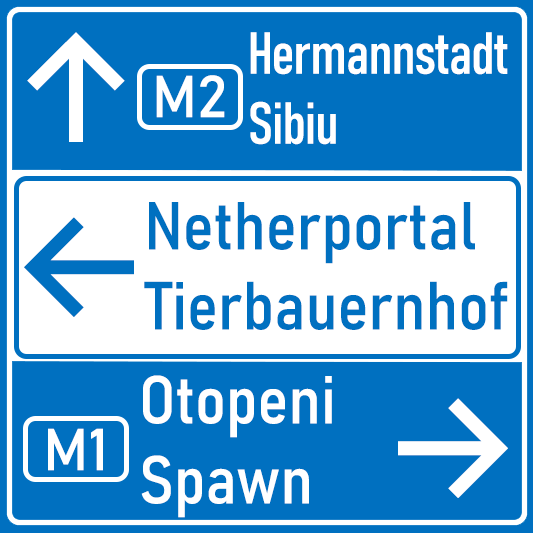 Hermannstadt
M2
Sibiu
Netherportal
Tierbauernhof
Otopeni
M1
Spawn